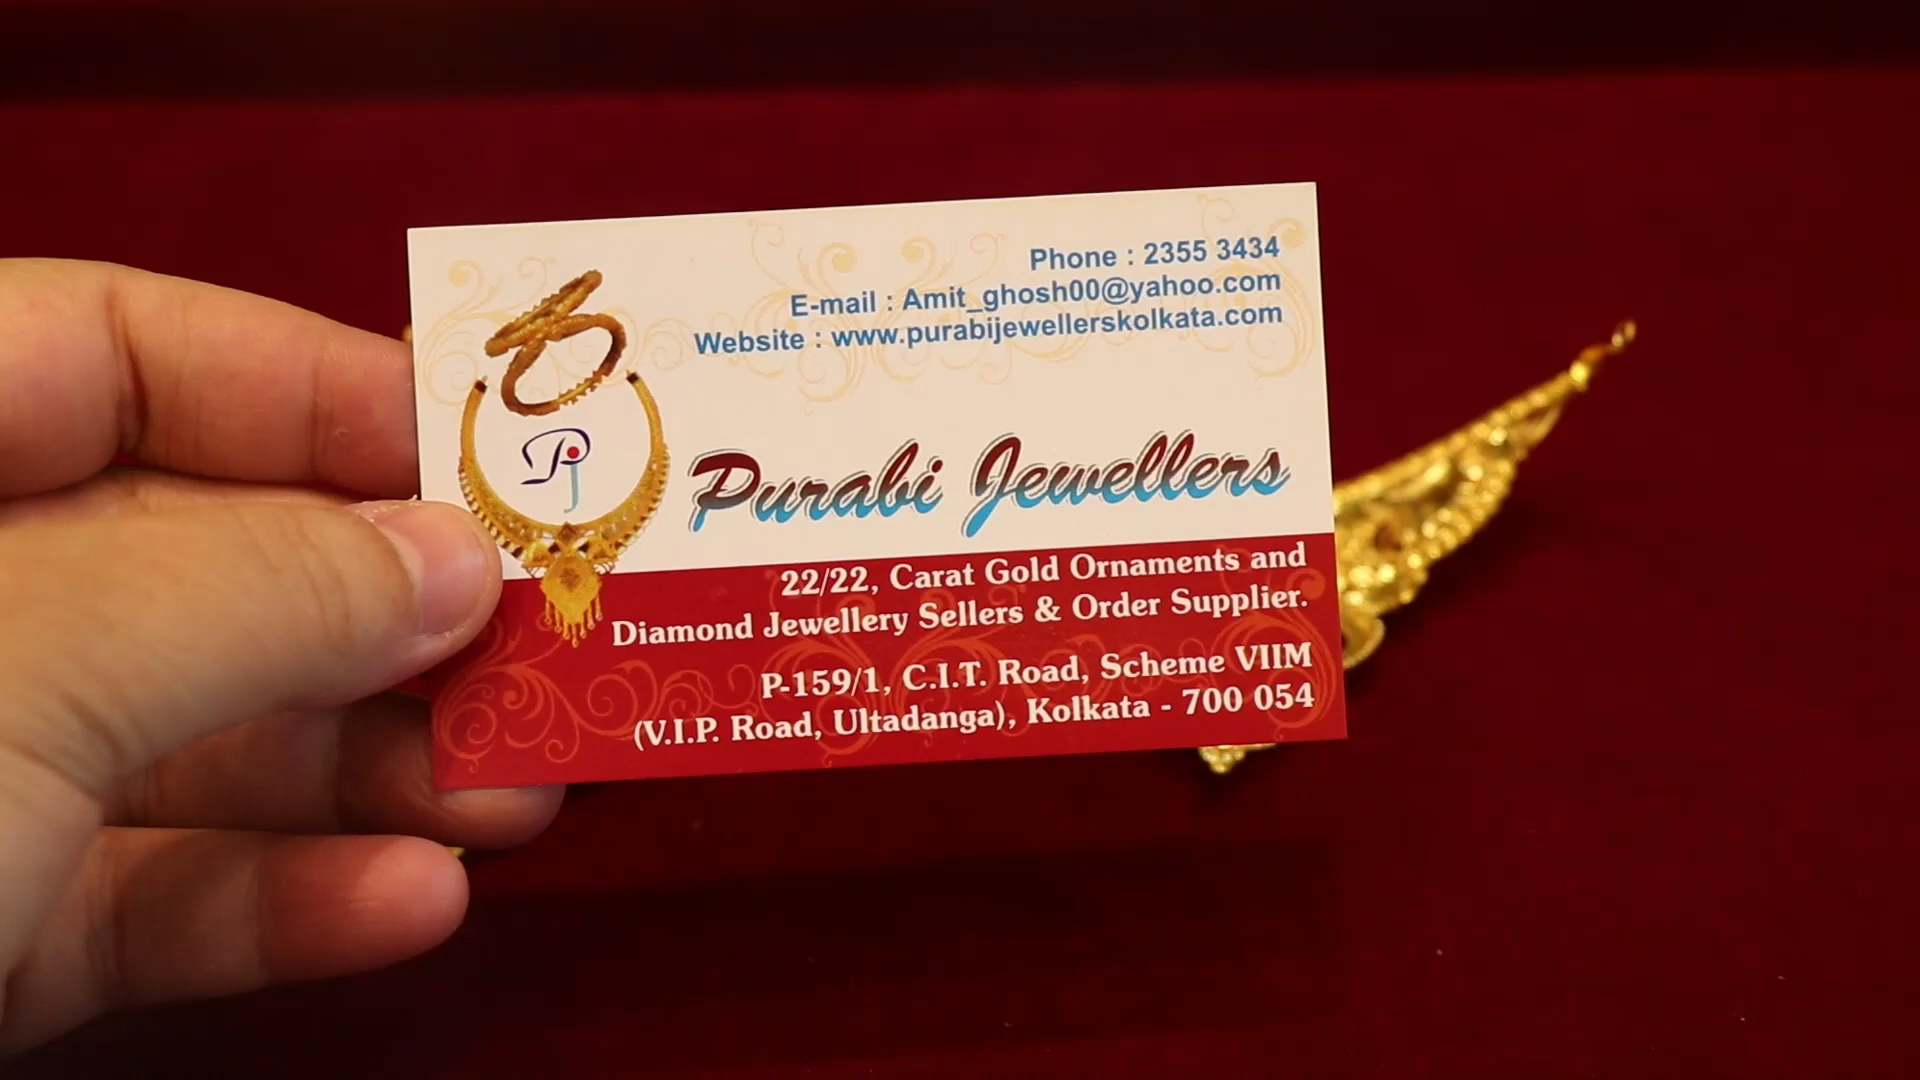 Phone : 2355 3434
E-mail : Amit_ghosh00@yahoo.com
Website : www.purabijewellerskolkata.com
PJ
Purabi Jewellers
22/22, Carat Gold Ornaments and
Diamond Jewellery Sellers & Order Supplier.
P-159/1, C.I.T. Road, Scheme VIIM
(V.I.P. Road, Ultadanga), Kolkata - 700 054